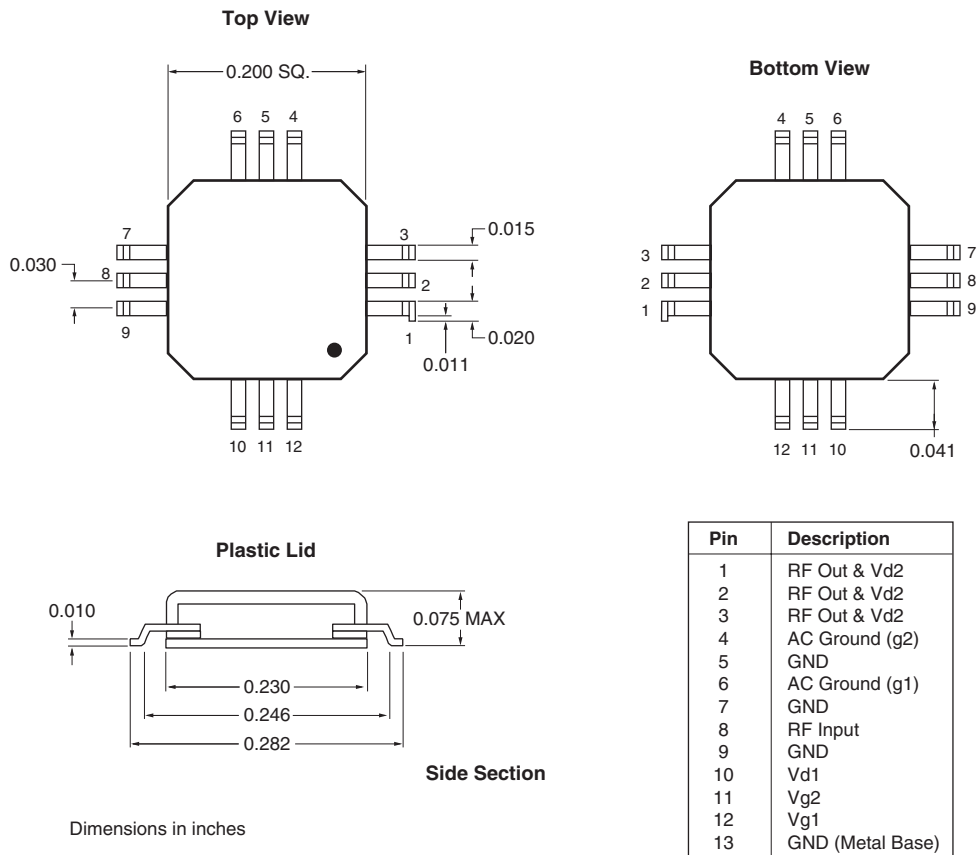 Top View
0.200 SQ.
6 5 4
7
8
9
3
2
1
0.030
0.015
0.020
0.011
10 11 12
Bottom View
4 5 6
3
2
1
7
8
9
12 11 10
0.041
Plastic Lid
0.010
0.075 MAX
0.230
0.246
0.282
Side Section
Dimensions in inches
Pin Description
1 RF Out & Vd2
2 RF Out & Vd2
3 RF Out & Vd2
4 AC Ground (g2)
5 GND
6 AC Ground (g1)
7 GND
8 RF Input
9 GND
10 Vd1
11 Vg2
12 Vg1
13 GND (Metal Base)